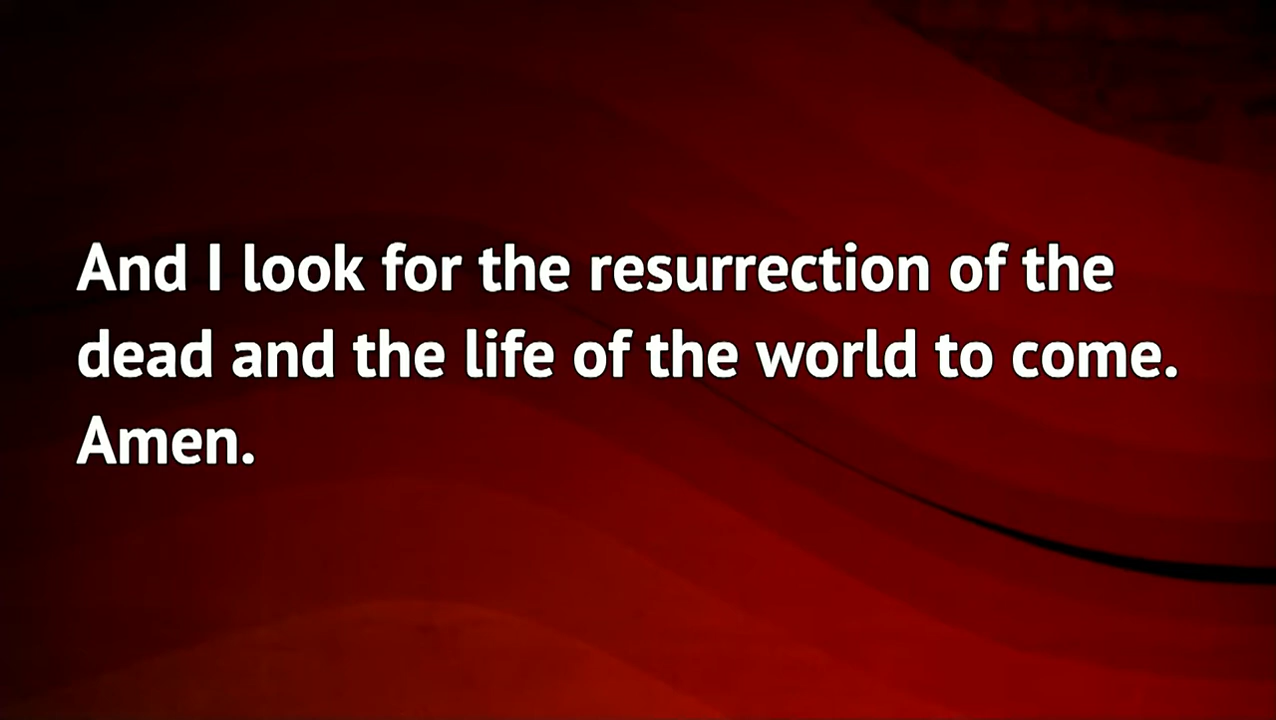 And I look for the resurrection of the
dead and the life of the world to come.
Amen.